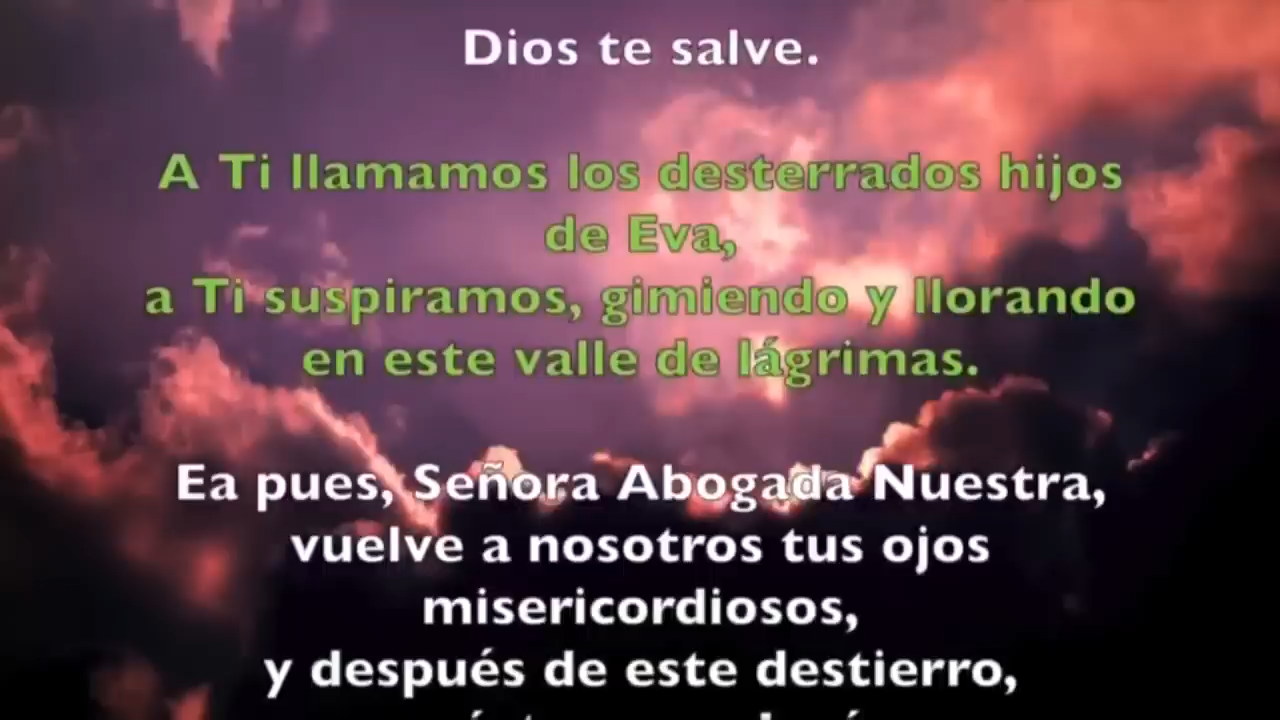 Dios te salve.
A Ti llamamos los desterrados hijos
de Eva,
a Ti suspiramos, gimiendo y llorando
en este valle de lágrimas.
Ea pues, Señora Abogada Nuestra,
vuelve a nosotros tus ojos
misericordiosos,
y después de este destierro,